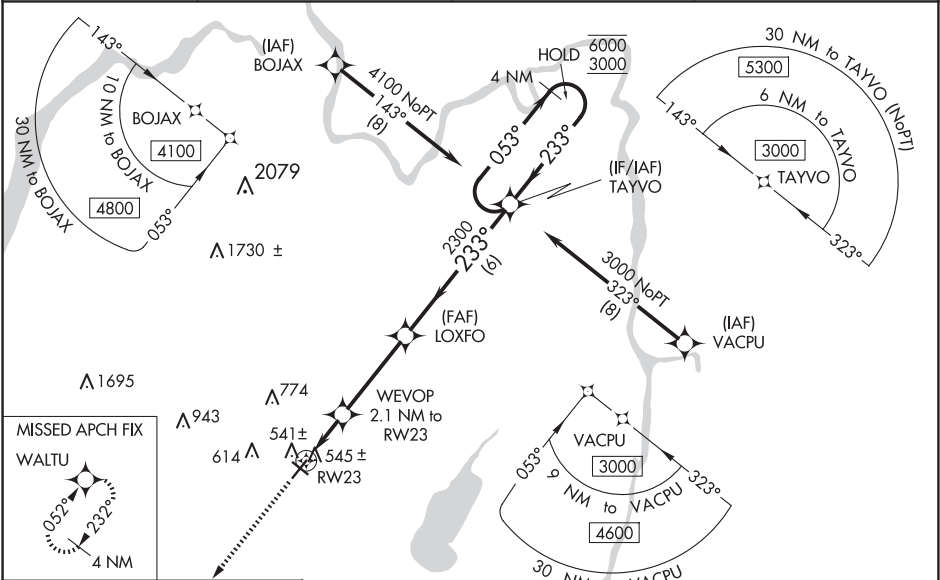 143°
BOJAX
10 NM to BOJAX
4100
30 NM to BOJAX
4800
053°
2079
1730 ±
(IAF)
BOJAX
4100 NoPT
143°
(8)
HOLD
6000
3000
4 NM
053°
233°
(IF/IAF)
TAYVO
30 NM to TAYVO (NoPT)
5300
143°
6 NM to TAYVO
3000
TAYVO
323°
2300
233°
(6)
3000 NoPT
323°
(8)
(IAF)
VACPU
(FAF)
LOXFO
1695
774
943
WEVOP
2.1 NM to
RW23
541±
614
545 ±
RW23
MISSED APCH FIX
WALTU
052°
232°
4 NM
VACPU
3000
053°
323°
9 NM to VACPU
4600
30 NM VACPU